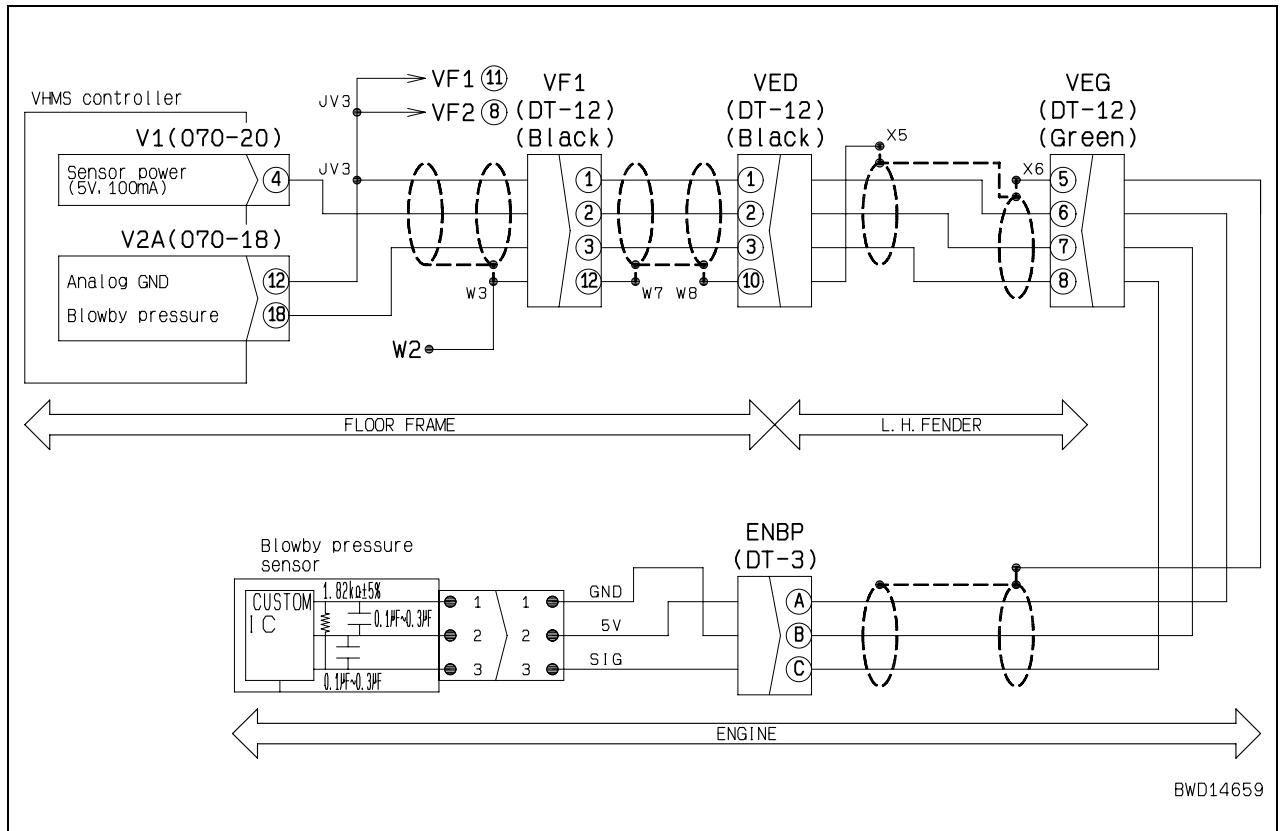 VHMS controller
V1(070-20)
Sensor power
(5V, 100mA)
4
V2A(070-18)
Analog GND
12
Blowby pressure
18
JV3
JV3
VF1 11
VF2 8
VF1
(DT-12)
(Black)
1
2
3
12
W3
W2
W7
W8
VED
(DT-12)
(Black)
1
2
3
10
X5
X6
VEG
(DT-12)
(Green)
5
6
7
8
FLOOR FRAME
L.H.FENDER
Blowby pressure
sensor
CUSTOM
IC
1.82kΩ±5%
0.1µF~0.3µF
0.1µF~0.3µF
1 1
2 2
3 3
GND
5V
SIG
ENBP
(DT-3)
A
B
C
ENGINE
BWD14659